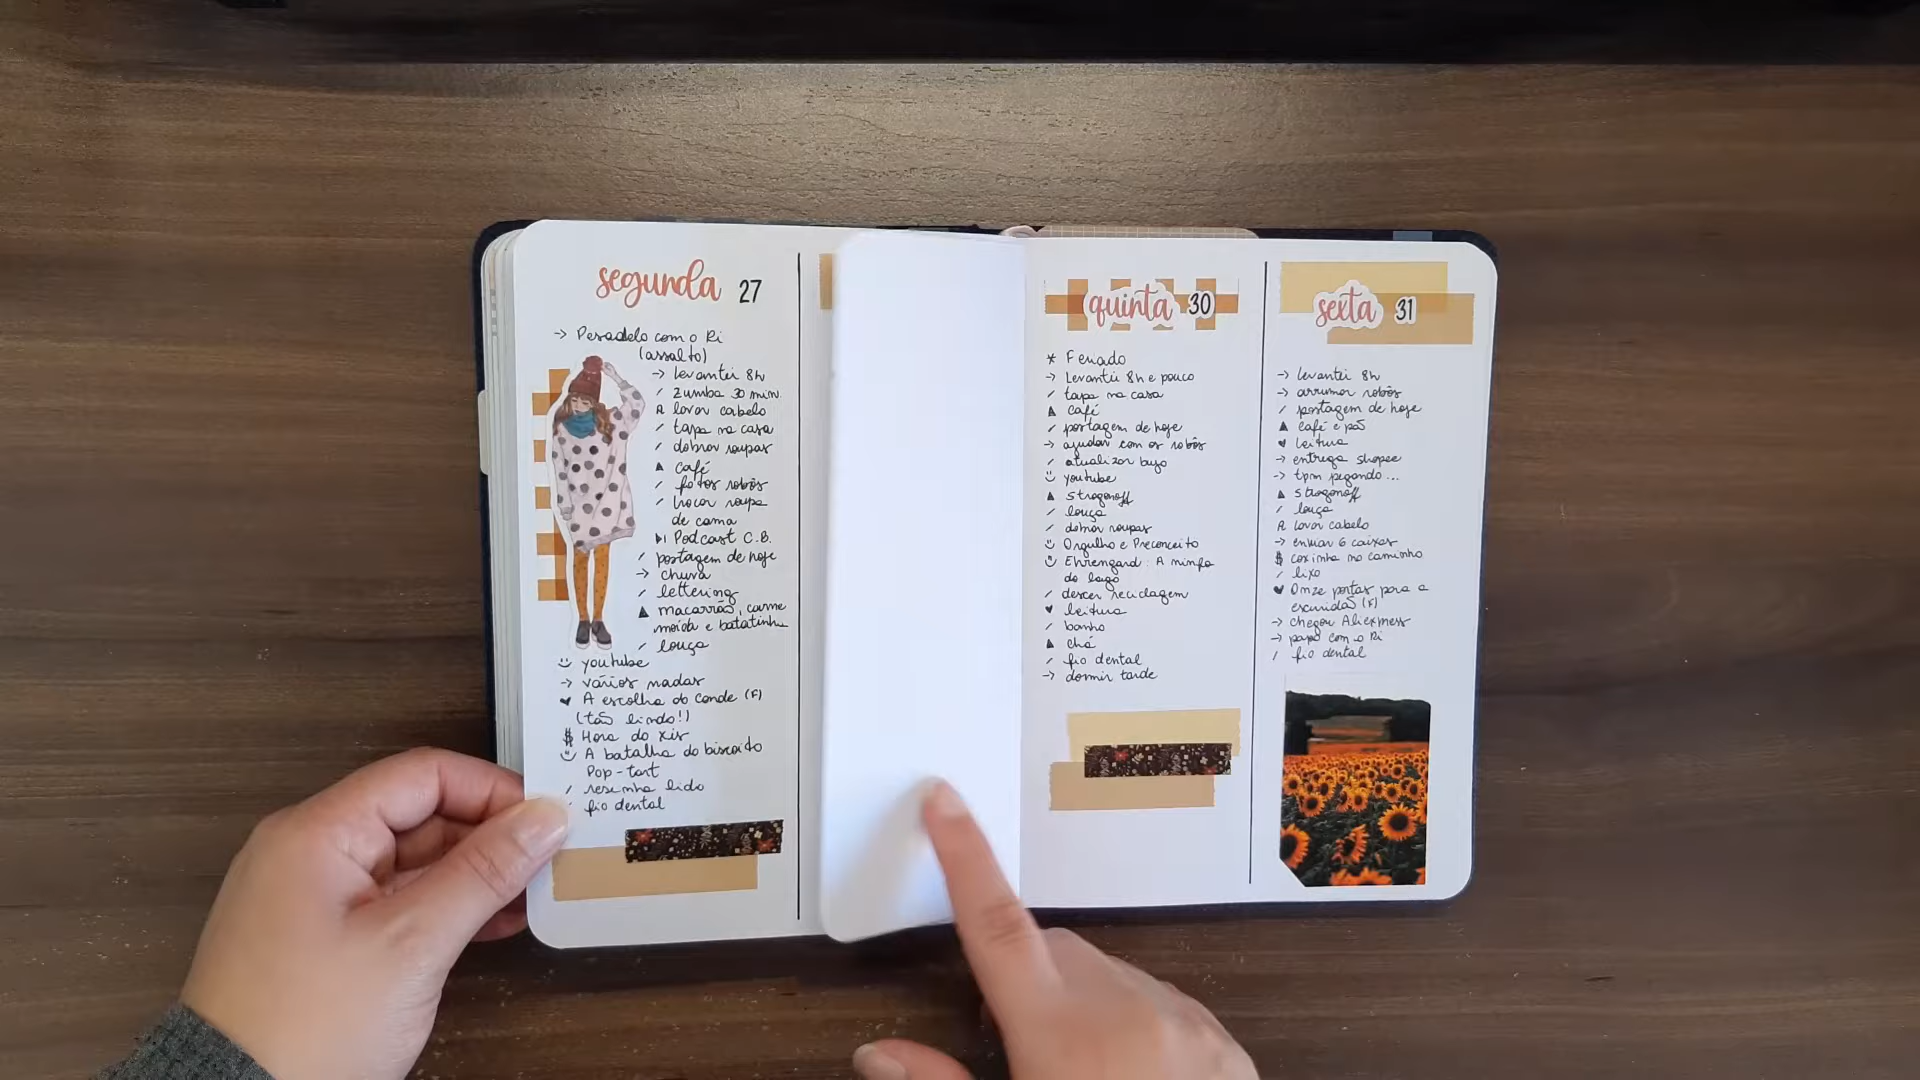 segunda 27
→ Pesadelo com o Ri
(assalto)
→ levantei 8h
/ zumba 30 min.
R lavar cabelo
/ tapa na casa
/ dobrar roupas
▲ café
/ fotos robôs
/ trocar roupa
de cama
▶| Podcast C.B.
/ postagem de hoje
→ chuva
/ lettering
▲ macarrão, carne
moída e batatinha
/ louça
youtube
→ vários nadas
♥ A escolha do conde (F)
(tão lindo!)
$ Hora do xis
A batalha do biscoito
Pop-tart
/ resenha lido
/ fio dental
quinta 30
* Feriado
→ Levantei 8h e pouco
/ tapa na casa
▲ café
/ postagem de hoje
→ ajudar com os robôs
/ atualizar bujo
youtube
▲ strogonoff
/ louça
/ dobrar roupas
Orgulho e Preconceito
Ehrengard: A ninfa
do lago
/ descer reciclagem
♥ leitura
/ banho
▲ chá
/ fio dental
→ dormir tarde
sexta 31
→ levantei 8h
→ arrumar robôs
/ postagem de hoje
▲ café e pão
♥ leitura
→ entrega shopee
→ tpm pegando...
▲ strogonoff
/ louça
R lavar cabelo
→ enviar 6 caixas
$ coxinha no caminho
/ lixo
♥ Onze portas para a
escuridão (F)
→ chegou Aliexpress
→ papo com o Ri
/ fio dental